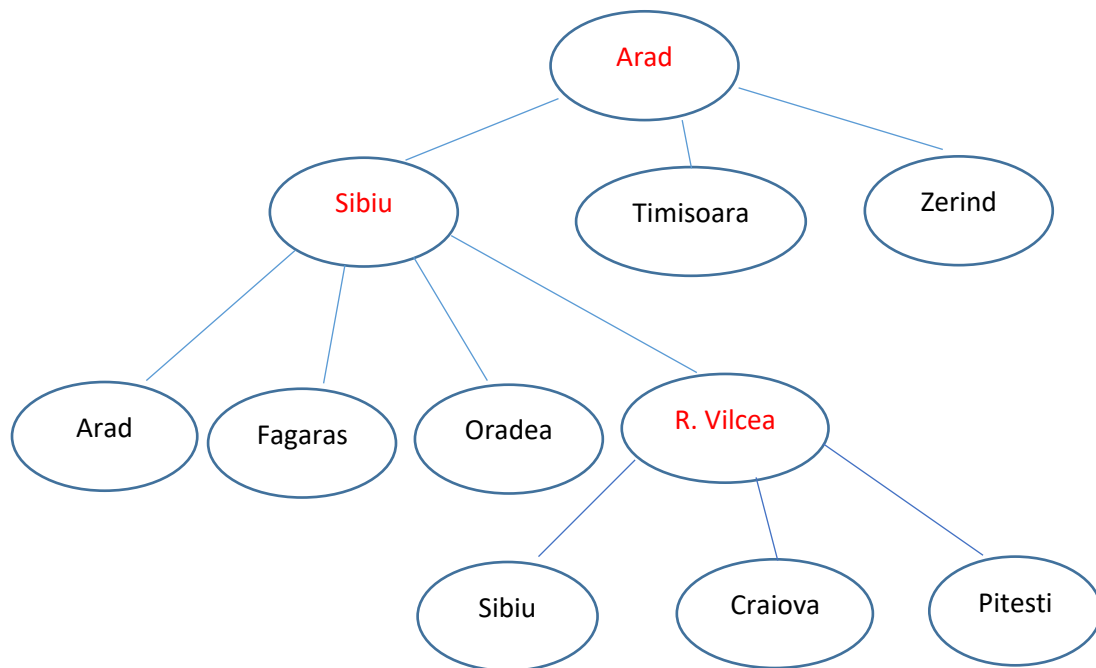 Arad
Sibiu
Timisoara
Zerind
Arad
Fagaras
Oradea
R. Vilcea
Sibiu
Craiova
Pitesti